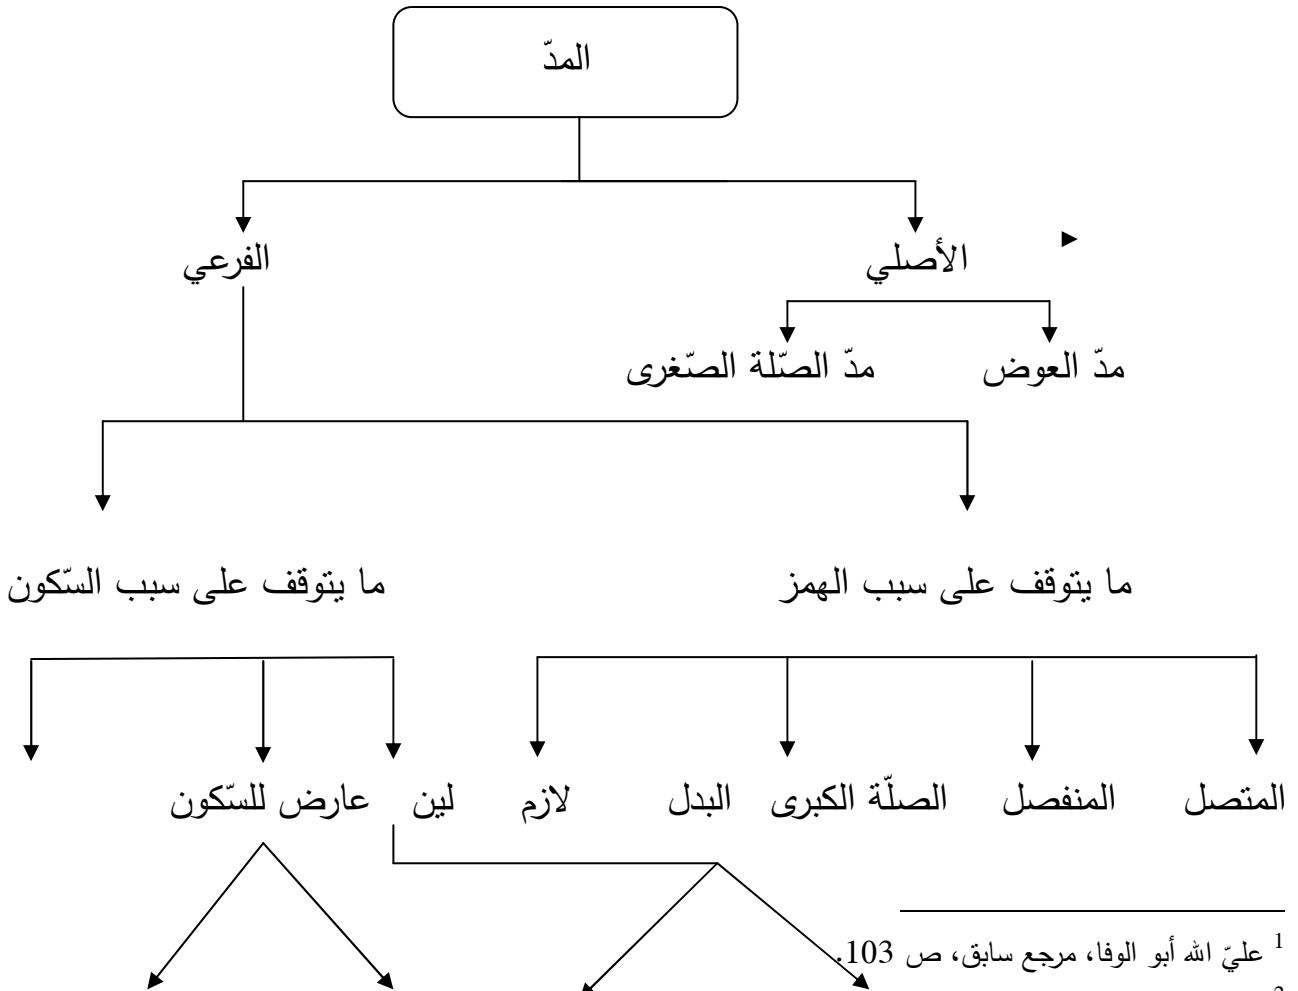 المدّ
الأصلي الفرعي
مدّ العوض مدّ الصّلة الصّغرى
ما يتوقف على سبب الهمز ما يتوقف على سبب السّكون
المتصل المنفصل الصلّة الكبرى البدل لازم لين عارض للسّكون
1 عليّ الله أبو الوفا، مرجع سابق، ص 103.
2